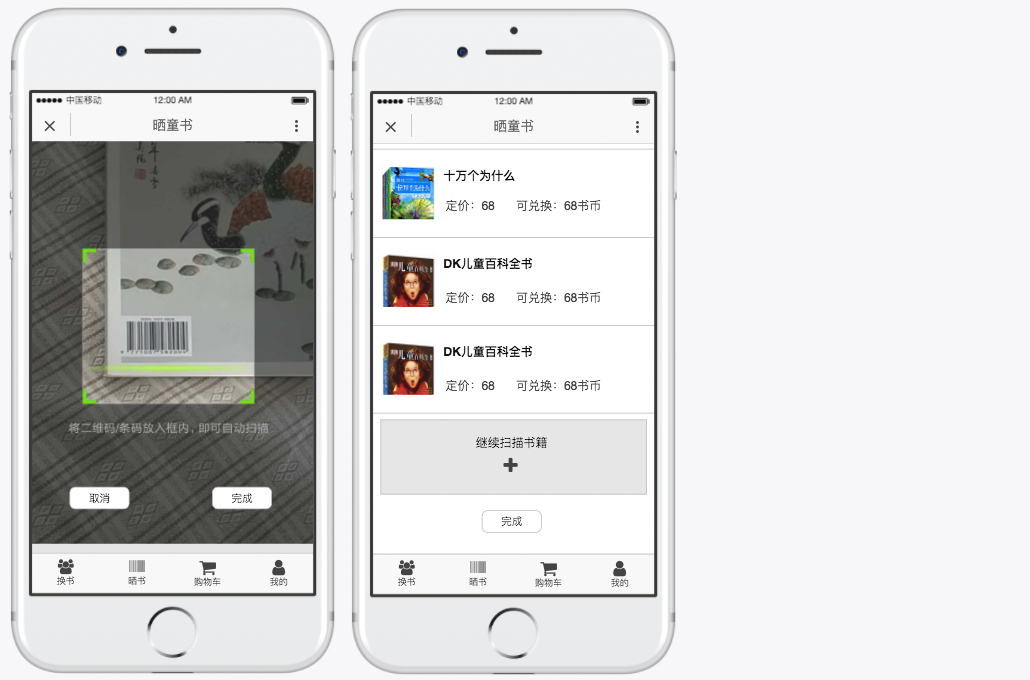 中国移动 12:00 AM
晒童书
将二维码/条码放入框内，即可自动扫描
取消 完成
换书 晒书 购物车 我的
中国移动 12:00 AM
晒童书
十万个为什么
定价：68 可兑换：68书币
DK儿童百科全书
定价：68 可兑换：68书币
DK儿童百科全书
定价：68 可兑换：68书币
继续扫描书籍
完成
换书 晒书 购物车 我的